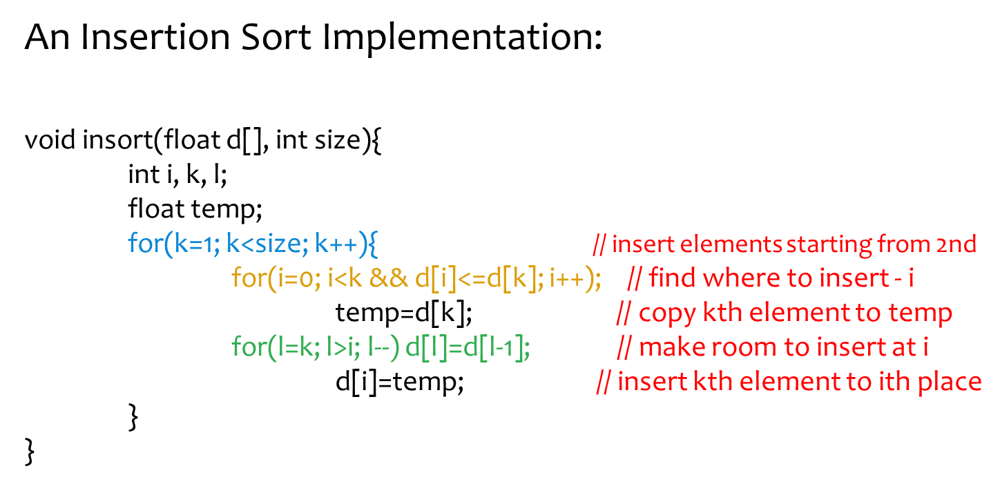 An Insertion Sort Implementation:
void insort(float d[], int size){
int i, k, l;
float temp;
for(k=1; k<size; k++){ // insert elements starting from 2nd
for(i=0; i<k && d[i]<=d[k]; i++); // find where to insert - i
temp=d[k]; // copy kth element to temp
for(l=k; l>i; l--) d[l]=d[l-1]; // make room to insert at i
d[i]=temp; // insert kth element to ith place
}
}